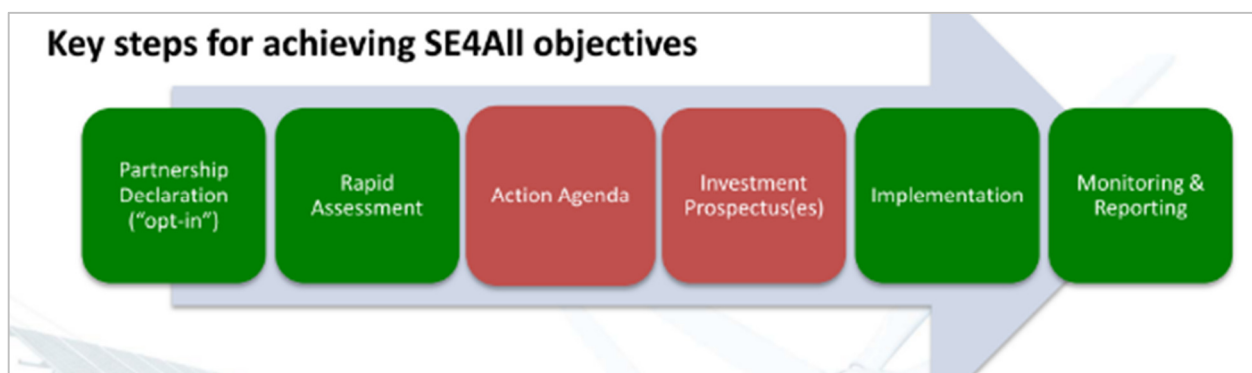 Key steps for achieving SE4All objectives
Partnership
Declaration
(“opt-in”)
Rapid
Assessment
Action Agenda
Investment
Prospectus(es)
Implementation
Monitoring &
Reporting